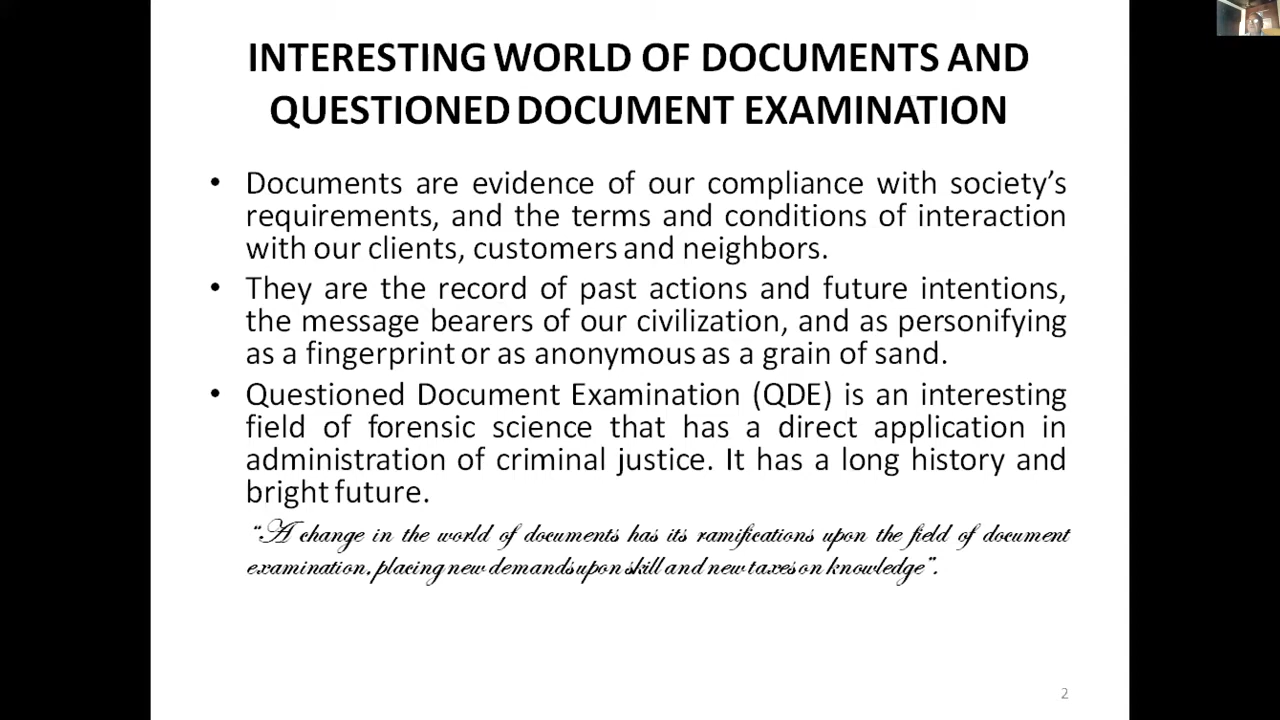 INTERESTING WORLD OF DOCUMENTS AND
QUESTIONED DOCUMENT EXAMINATION
• Documents are evidence of our compliance with society’s
requirements, and the terms and conditions of interaction
with our clients, customers and neighbors.
• They are the record of past actions and future intentions,
the message bearers of our civilization, and as personifying
as a fingerprint or as anonymous as a grain of sand.
• Questioned Document Examination (QDE) is an interesting
field of forensic science that has a direct application in
administration of criminal justice. It has a long history and
bright future.
“A change in the world of documents has its ramifications upon the field of document
examination, placing new demands upon skill and new taxes on knowledge”.
2